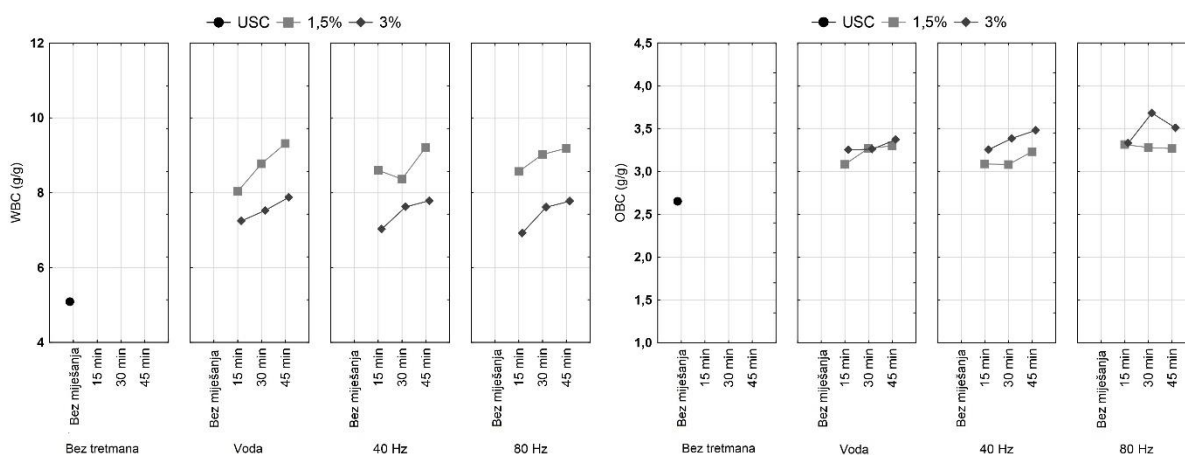 USC 1,5% 3%
12
10
8
6
4
WBC (g/g)
Bez miješanja
15 min
30 min
45 min
Bez miješanja
15 min
30 min
45 min
Bez miješanja
15 min
30 min
45 min
Bez miješanja
15 min
30 min
45 min
Bez tretmana Voda 40 Hz 80 Hz
USC 1,5% 3%
4,5
4,0
3,5
3,0
2,5
2,0
1,5
1,0
OBC (g/g)
Bez miješanja
15 min
30 min
45 min
Bez miješanja
15 min
30 min
45 min
Bez miješanja
15 min
30 min
45 min
Bez miješanja
15 min
30 min
45 min
Bez tretmana Voda 40 Hz 80 Hz